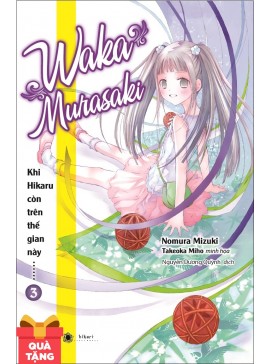 Waka
Murasaki
Khi
Hikaru
còn
trên
thế
gian
này
......
3
Nomura Mizuki
Takeoka Miho minh họa
Nguyễn Dương Quỳnh dịch
hikari
QUÀ
TẶNG